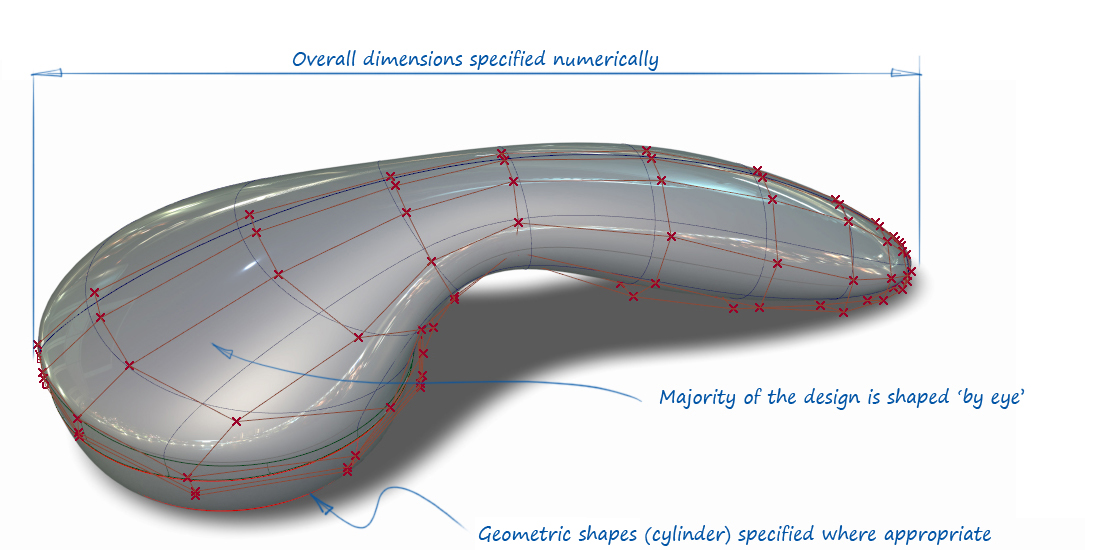 Overall dimensions specified numerically
Majority of the design is shaped ‘by eye’
Geometric shapes (cylinder) specified where appropriate